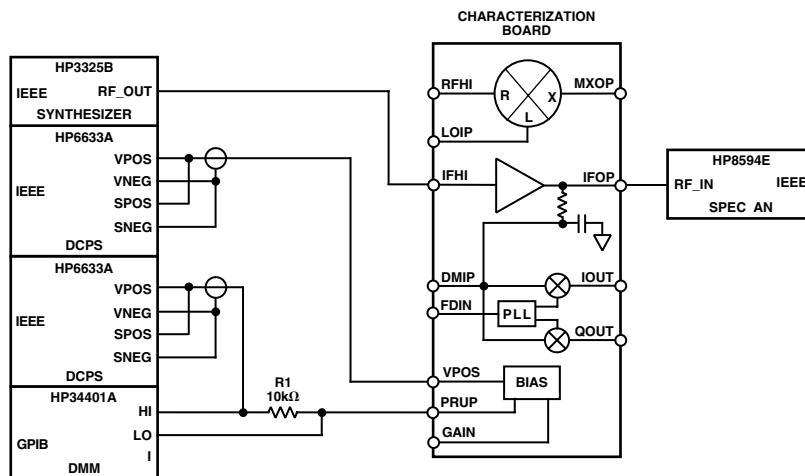 CHARACTERIZATION
BOARD
HP3325B
IEEE RF_OUT
SYNTHESIZER
HP6633A
VPOS
VNEG
IEEE
SPOS
SNEG
DCPS
HP6633A
VPOS
VNEG
IEEE
SPOS
SNEG
DCPS
HP34401A
HI
GPIB
LO
I
DMM
R1
10kΩ
RFHI
R
X
L
MXOP
LOIP
IFHI
IFOP
DMIP
IOUT
FDIN
PLL
QOUT
VPOS
BIAS
PRUP
GAIN
HP8594E
RF_IN IEEE
SPEC AN